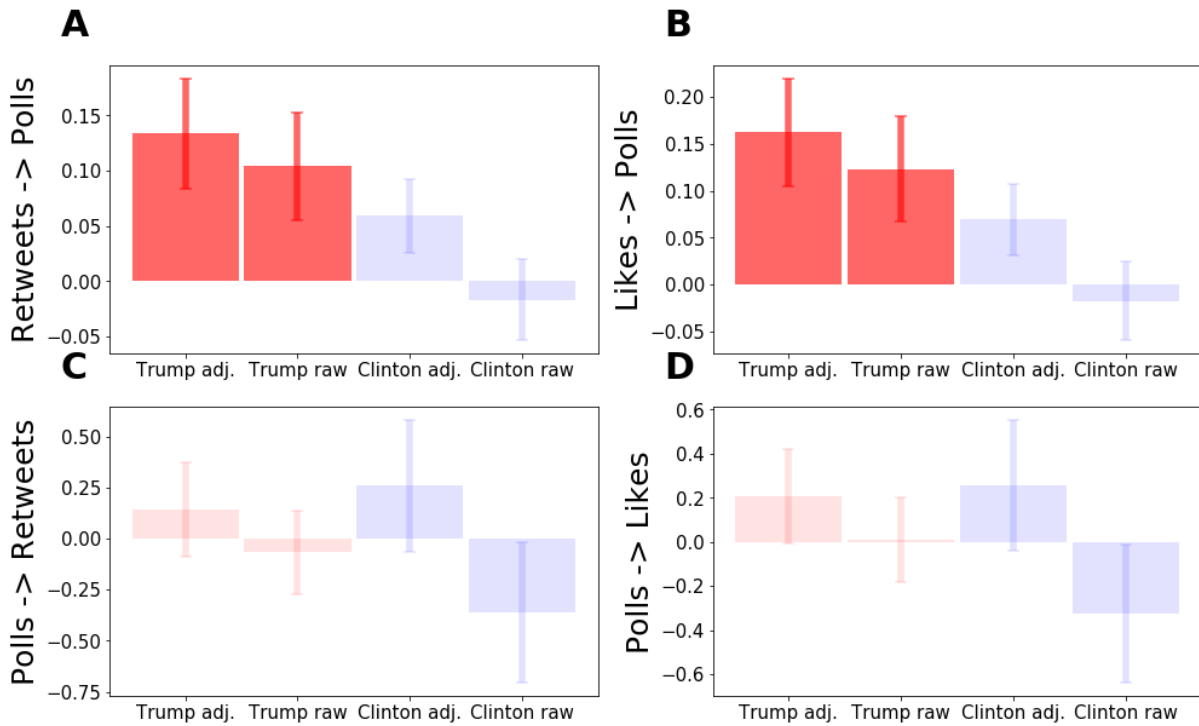 A
Retweets -> Polls
0.15
0.10
0.05
0.00
−0.05
Trump adj. Trump raw Clinton adj. Clinton raw
B
Likes -> Polls
0.20
0.15
0.10
0.05
0.00
−0.05
Trump adj. Trump raw Clinton adj. Clinton raw
C
Polls -> Retweets
0.50
0.25
0.00
−0.25
−0.50
−0.75
Trump adj. Trump raw Clinton adj. Clinton raw
D
Polls -> Likes
0.6
0.4
0.2
0.0
−0.2
−0.4
−0.6
Trump adj. Trump raw Clinton adj. Clinton raw